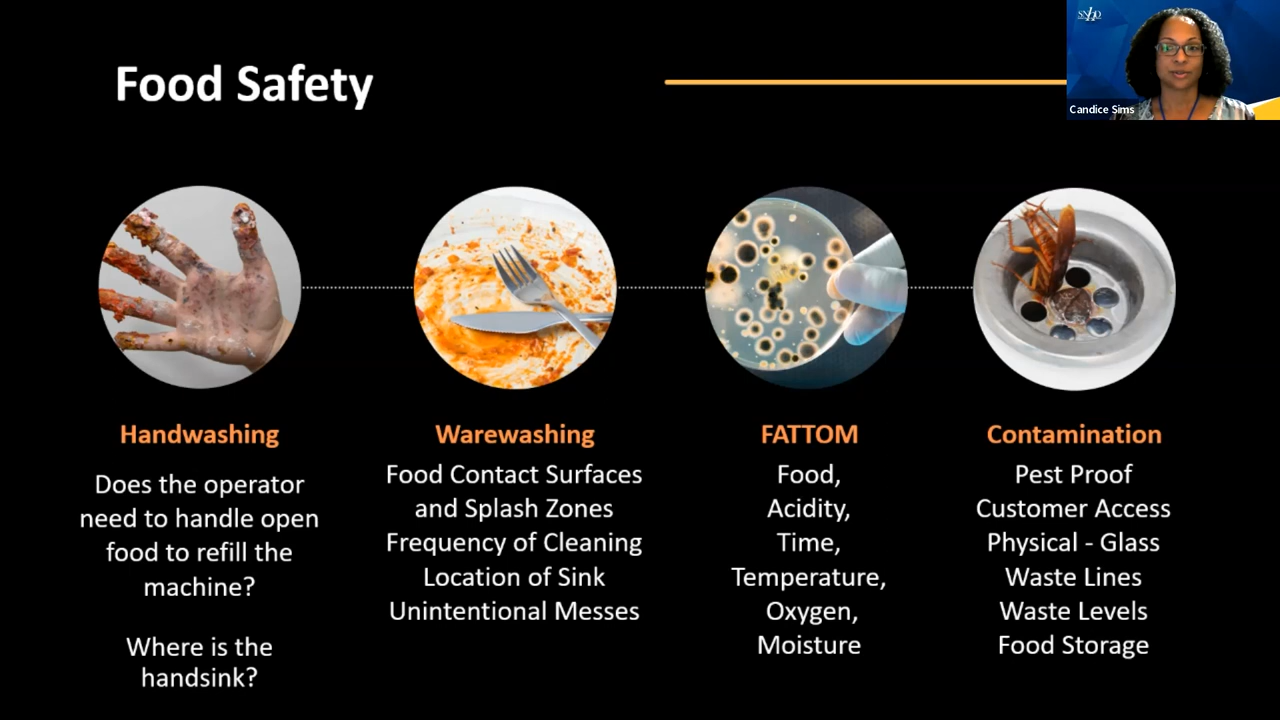 Food Safety
SNHD
Candice Sims
Handwashing
Does the operator
need to handle open
food to refill the
machine?
Where is the
handsink?
Warewashing
Food Contact Surfaces
and Splash Zones
Frequency of Cleaning
Location of Sink
Unintentional Messes
FATTOM
Food,
Acidity,
Time,
Temperature,
Oxygen,
Moisture
Contamination
Pest Proof
Customer Access
Physical - Glass
Waste Lines
Waste Levels
Food Storage